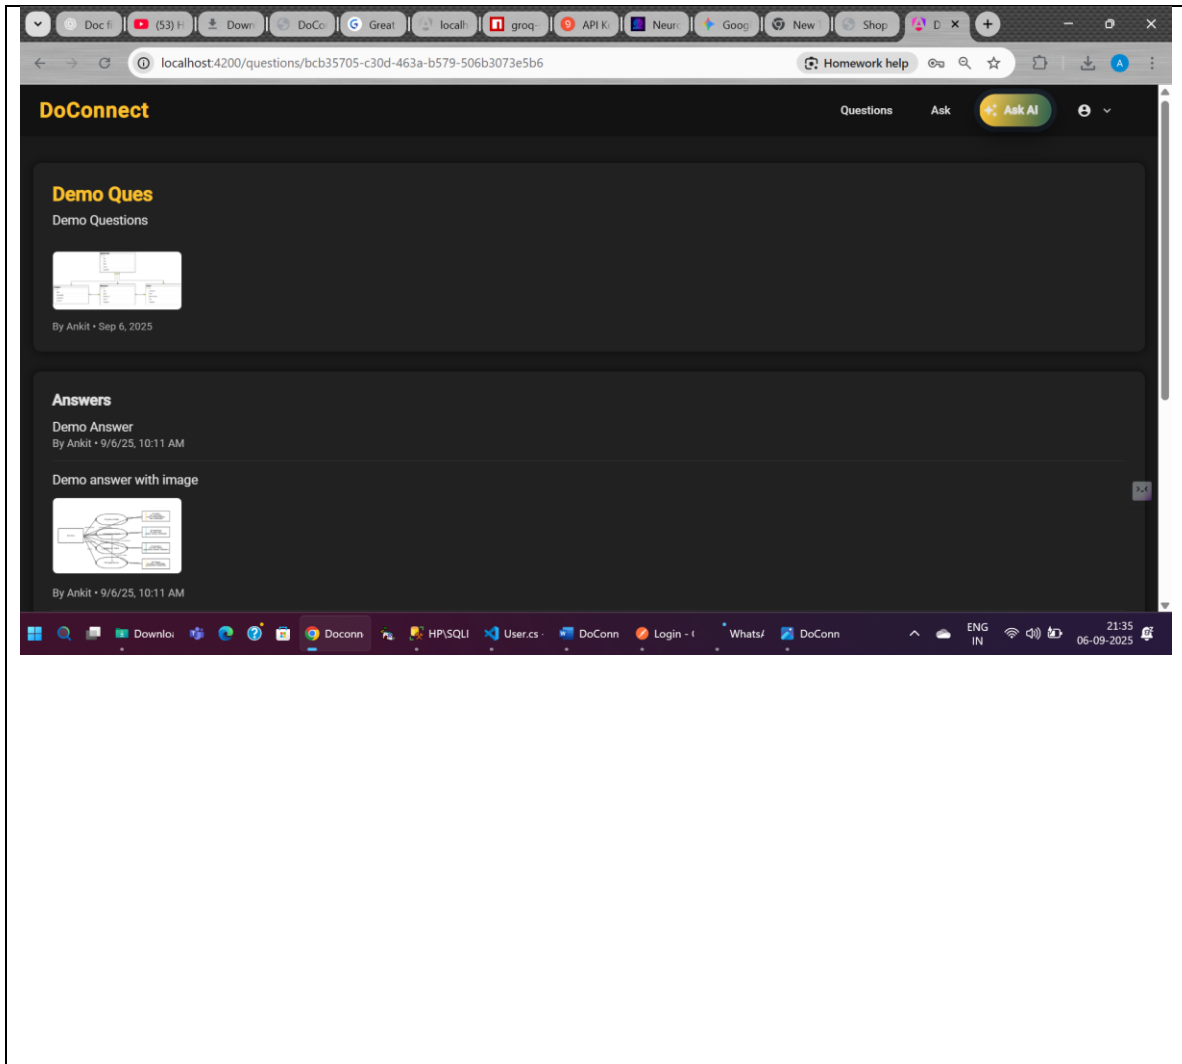 Doc fi (53) H Down DoCo Great localh groq- API K Neuro Goog New T Shop D
localhost:4200/questions/bcb35705-c30d-463a-b579-506b3073e5b6 Homework help A
DoConnect Questions Ask Ask AI
Demo Ques
Demo Questions
By Ankit • Sep 6, 2025
Answers
Demo Answer
By Ankit • 9/6/25, 10:11 AM
Demo answer with image
By Ankit • 9/6/25, 10:11 AM
Downloa Doconn HP\SQLI User.cs - DoConn Login - ( Whats/ DoConn ENG 21:35
IN 06-09-2025